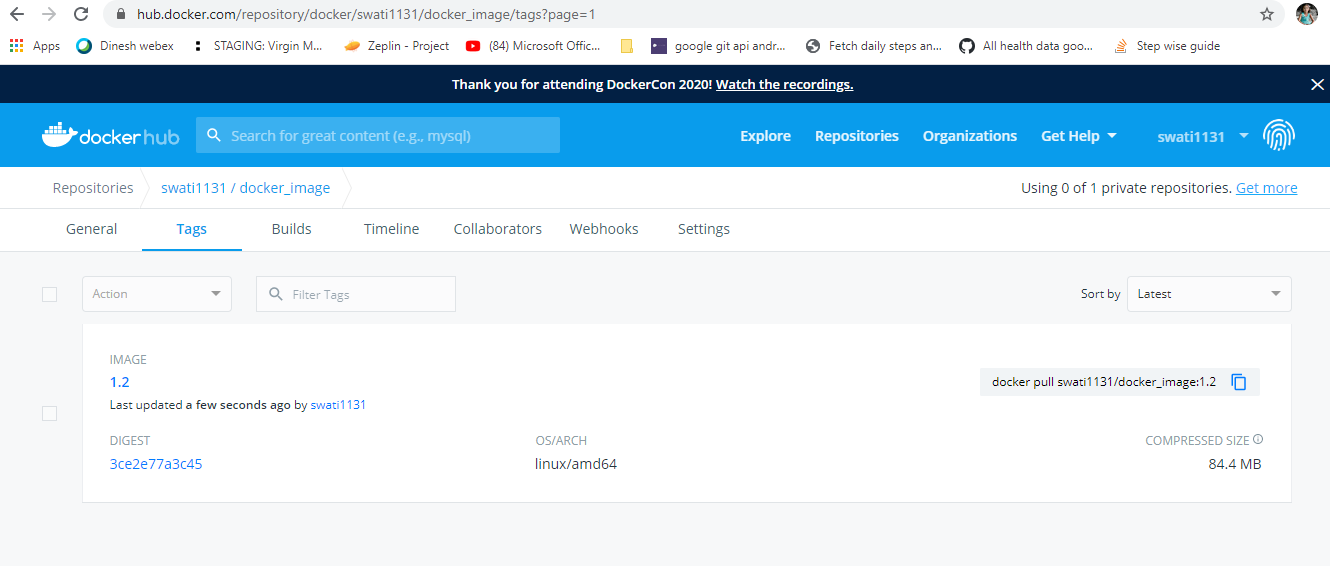 hub.docker.com/repository/docker/swati1131/docker_image/tags?page=1
Apps Dinesh webex STAGING: Virgin M... Zeplin - Project (84) Microsoft Offic... google git api andr... Fetch daily steps an... All health data goo... Step wise guide
Thank you for attending DockerCon 2020! Watch the recordings.
dockerhub Search for great content (e.g., mysql) Explore Repositories Organizations Get Help swati1131
Repositories swati1131 / docker_image Using 0 of 1 private repositories. Get more
General Tags Builds Timeline Collaborators Webhooks Settings
Action Filter Tags Sort by Latest
IMAGE
1.2 docker pull swati1131/docker_image:1.2
Last updated a few seconds ago by swati1131
DIGEST OS/ARCH COMPRESSED SIZE
3ce2e77a3c45 linux/amd64 84.4 MB